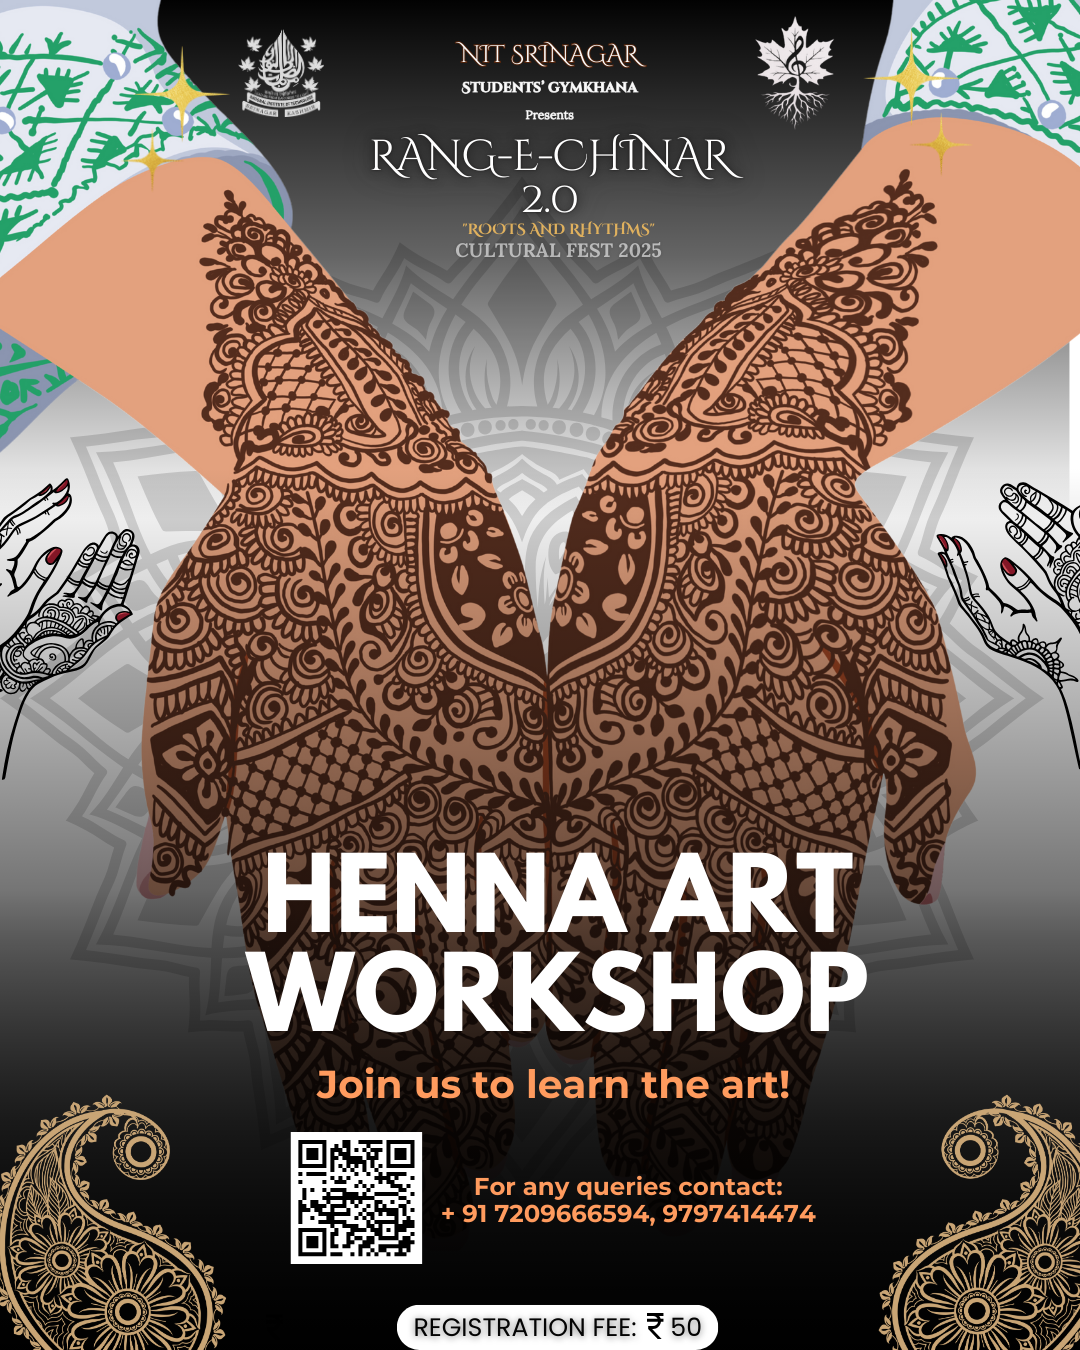 NIT SRINAGAR
STUDENTS' GYMKHANA
Presents
RANG-E-CHINAR
2.0
"ROOTS AND RHYTHMS"
CULTURAL FEST 2025
HENNA ART
WORKSHOP
Join us to learn the art!
For any queries contact:
+ 91 7209666594, 9797414474
REGISTRATION FEE: ₹ 50